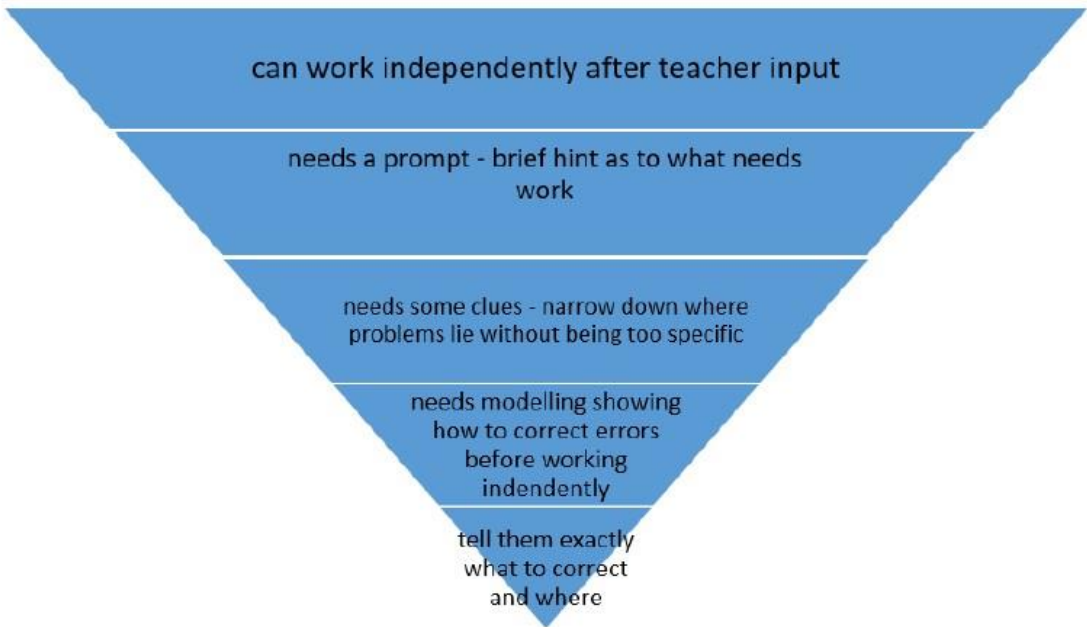 can work independently after teacher input
needs a prompt - brief hint as to what needs
work
needs some clues - narrow down where
problems lie without being too specific
needs modelling showing
how to correct errors
before working
indendently
tell them exactly
what to correct
and where